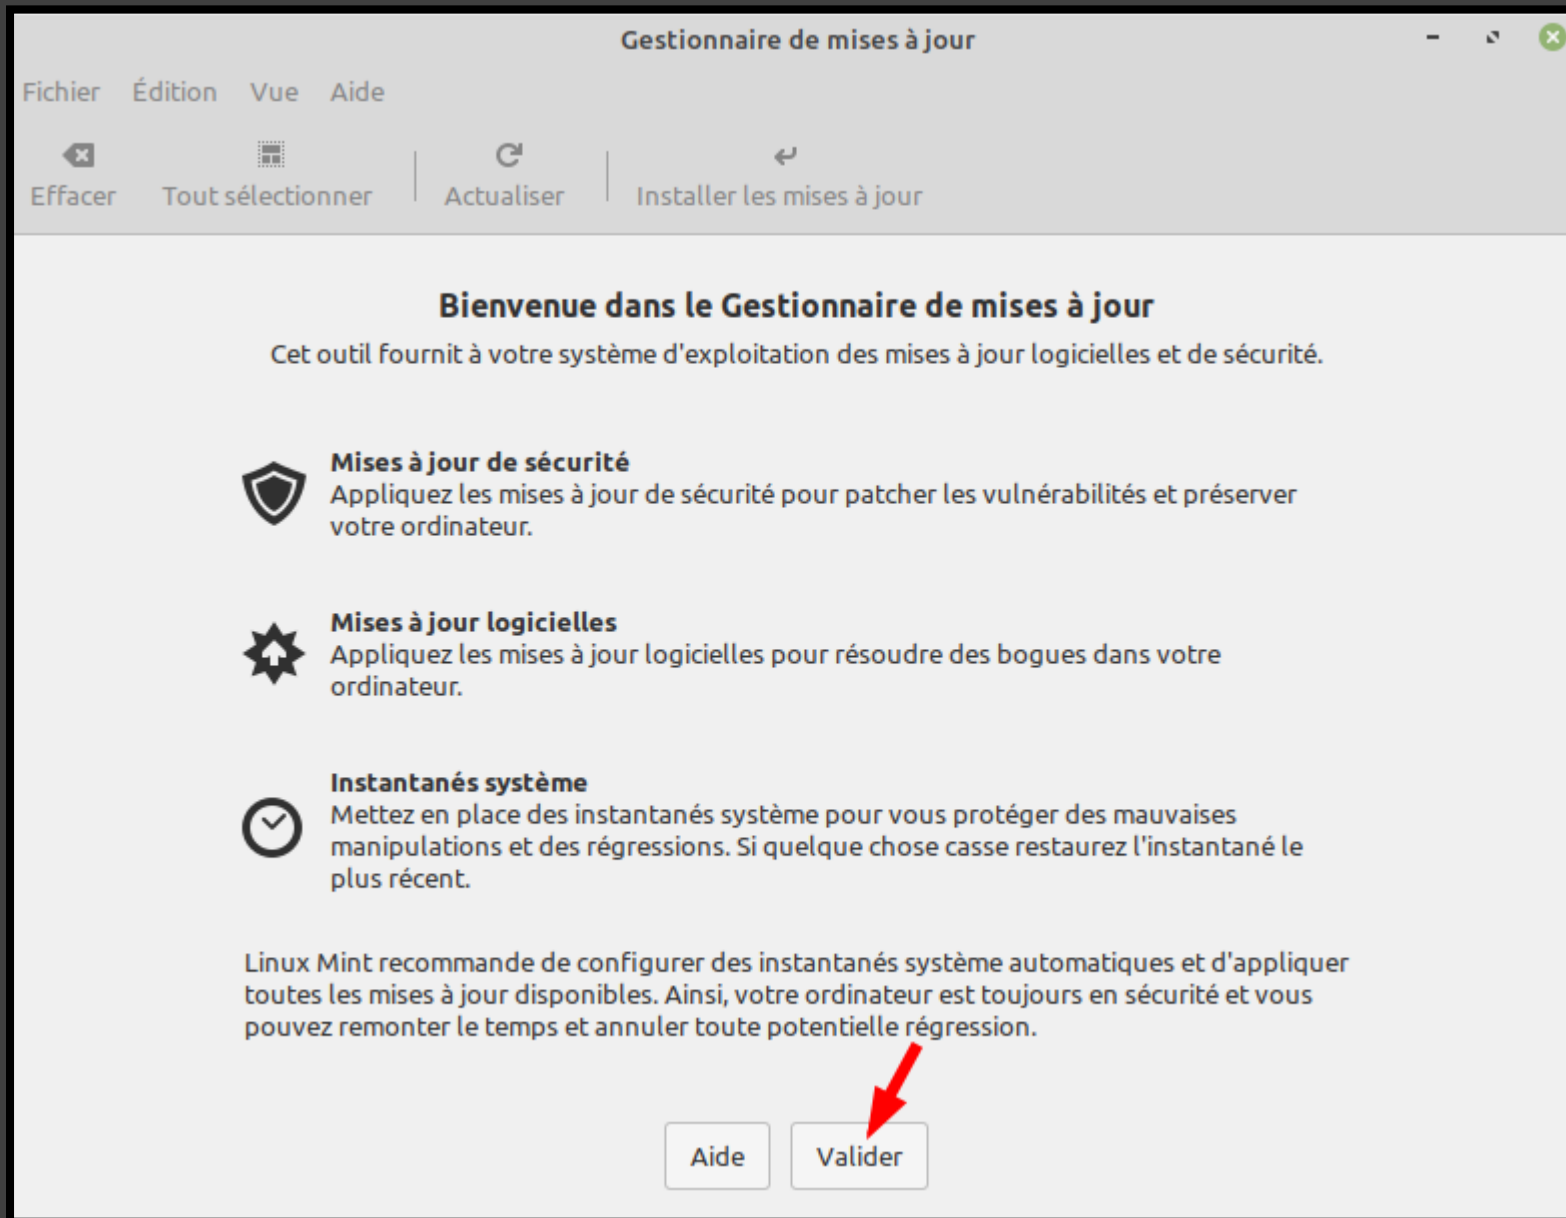 Gestionnaire de mises à jour
Fichier Édition Vue Aide
Effacer Tout sélectionner Actualiser Installer les mises à jour
Bienvenue dans le Gestionnaire de mises à jour
Cet outil fournit à votre système d'exploitation des mises à jour logicielles et de sécurité.
Mises à jour de sécurité
Appliquez les mises à jour de sécurité pour patcher les vulnérabilités et préserver
votre ordinateur.
Mises à jour logicielles
Appliquez les mises à jour logicielles pour résoudre des bogues dans votre
ordinateur.
Instantanés système
Mettez en place des instantanés système pour vous protéger des mauvaises
manipulations et des régressions. Si quelque chose casse restaurez l'instantané le
plus récent.
Linux Mint recommande de configurer des instantanés système automatiques et d'appliquer
toutes les mises à jour disponibles. Ainsi, votre ordinateur est toujours en sécurité et vous
pouvez remonter le temps et annuler toute potentielle régression.
Aide Valider